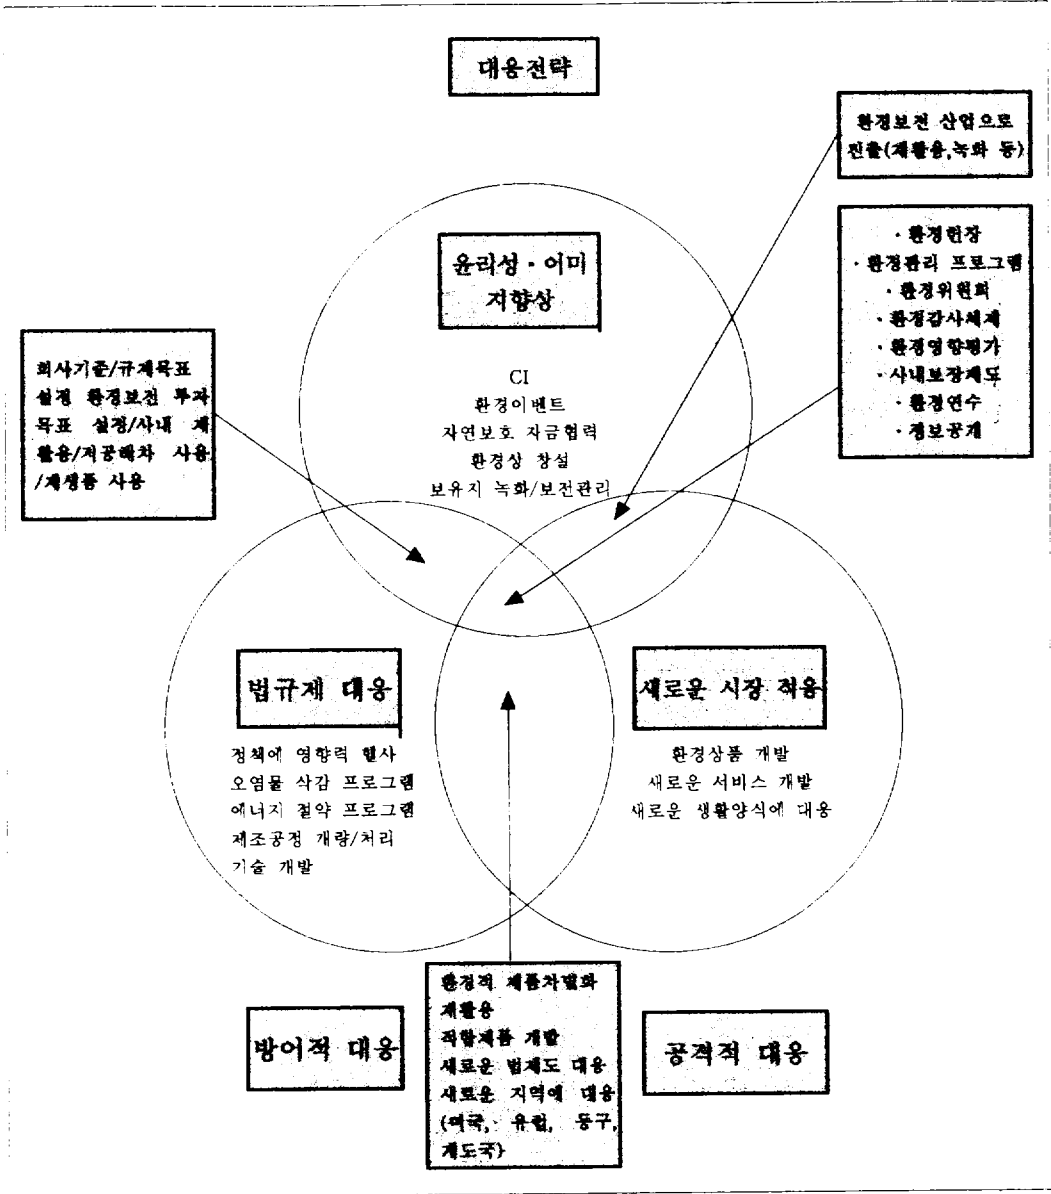 대응전략
환경보전 산업으로
진출(재활용,녹화 등)
· 환경헌장
· 환경관리 프로그램
· 환경위원회
· 환경감사체제
· 환경영향평가
· 사내보장제도
· 환경연수
· 정보공개
윤리성 · 이미
지향상
CI
환경이벤트
자연보호 자금협력
환경상 창설
보유지 녹화/보전관리
회사기준/규제목표
설정 환경보전 투자
목표 설정/사내 재
활용/저공해차 사용
/재생품 사용
법규제 대응
정책에 영향력 행사
오염물 삭감 프로그램
에너지 절약 프로그램
제조공정 개량/처리
기술 개발
새로운 시장 적응
환경상품 개발
새로운 서비스 개발
새로운 생활양식에 대응
방어적 대응
환경적 제품차별화
재활용
적합제품 개발
새로운 법제도 대응
새로운 지역에 대응
(미국, 유럽, 동구,
개도국)
공격적 대응